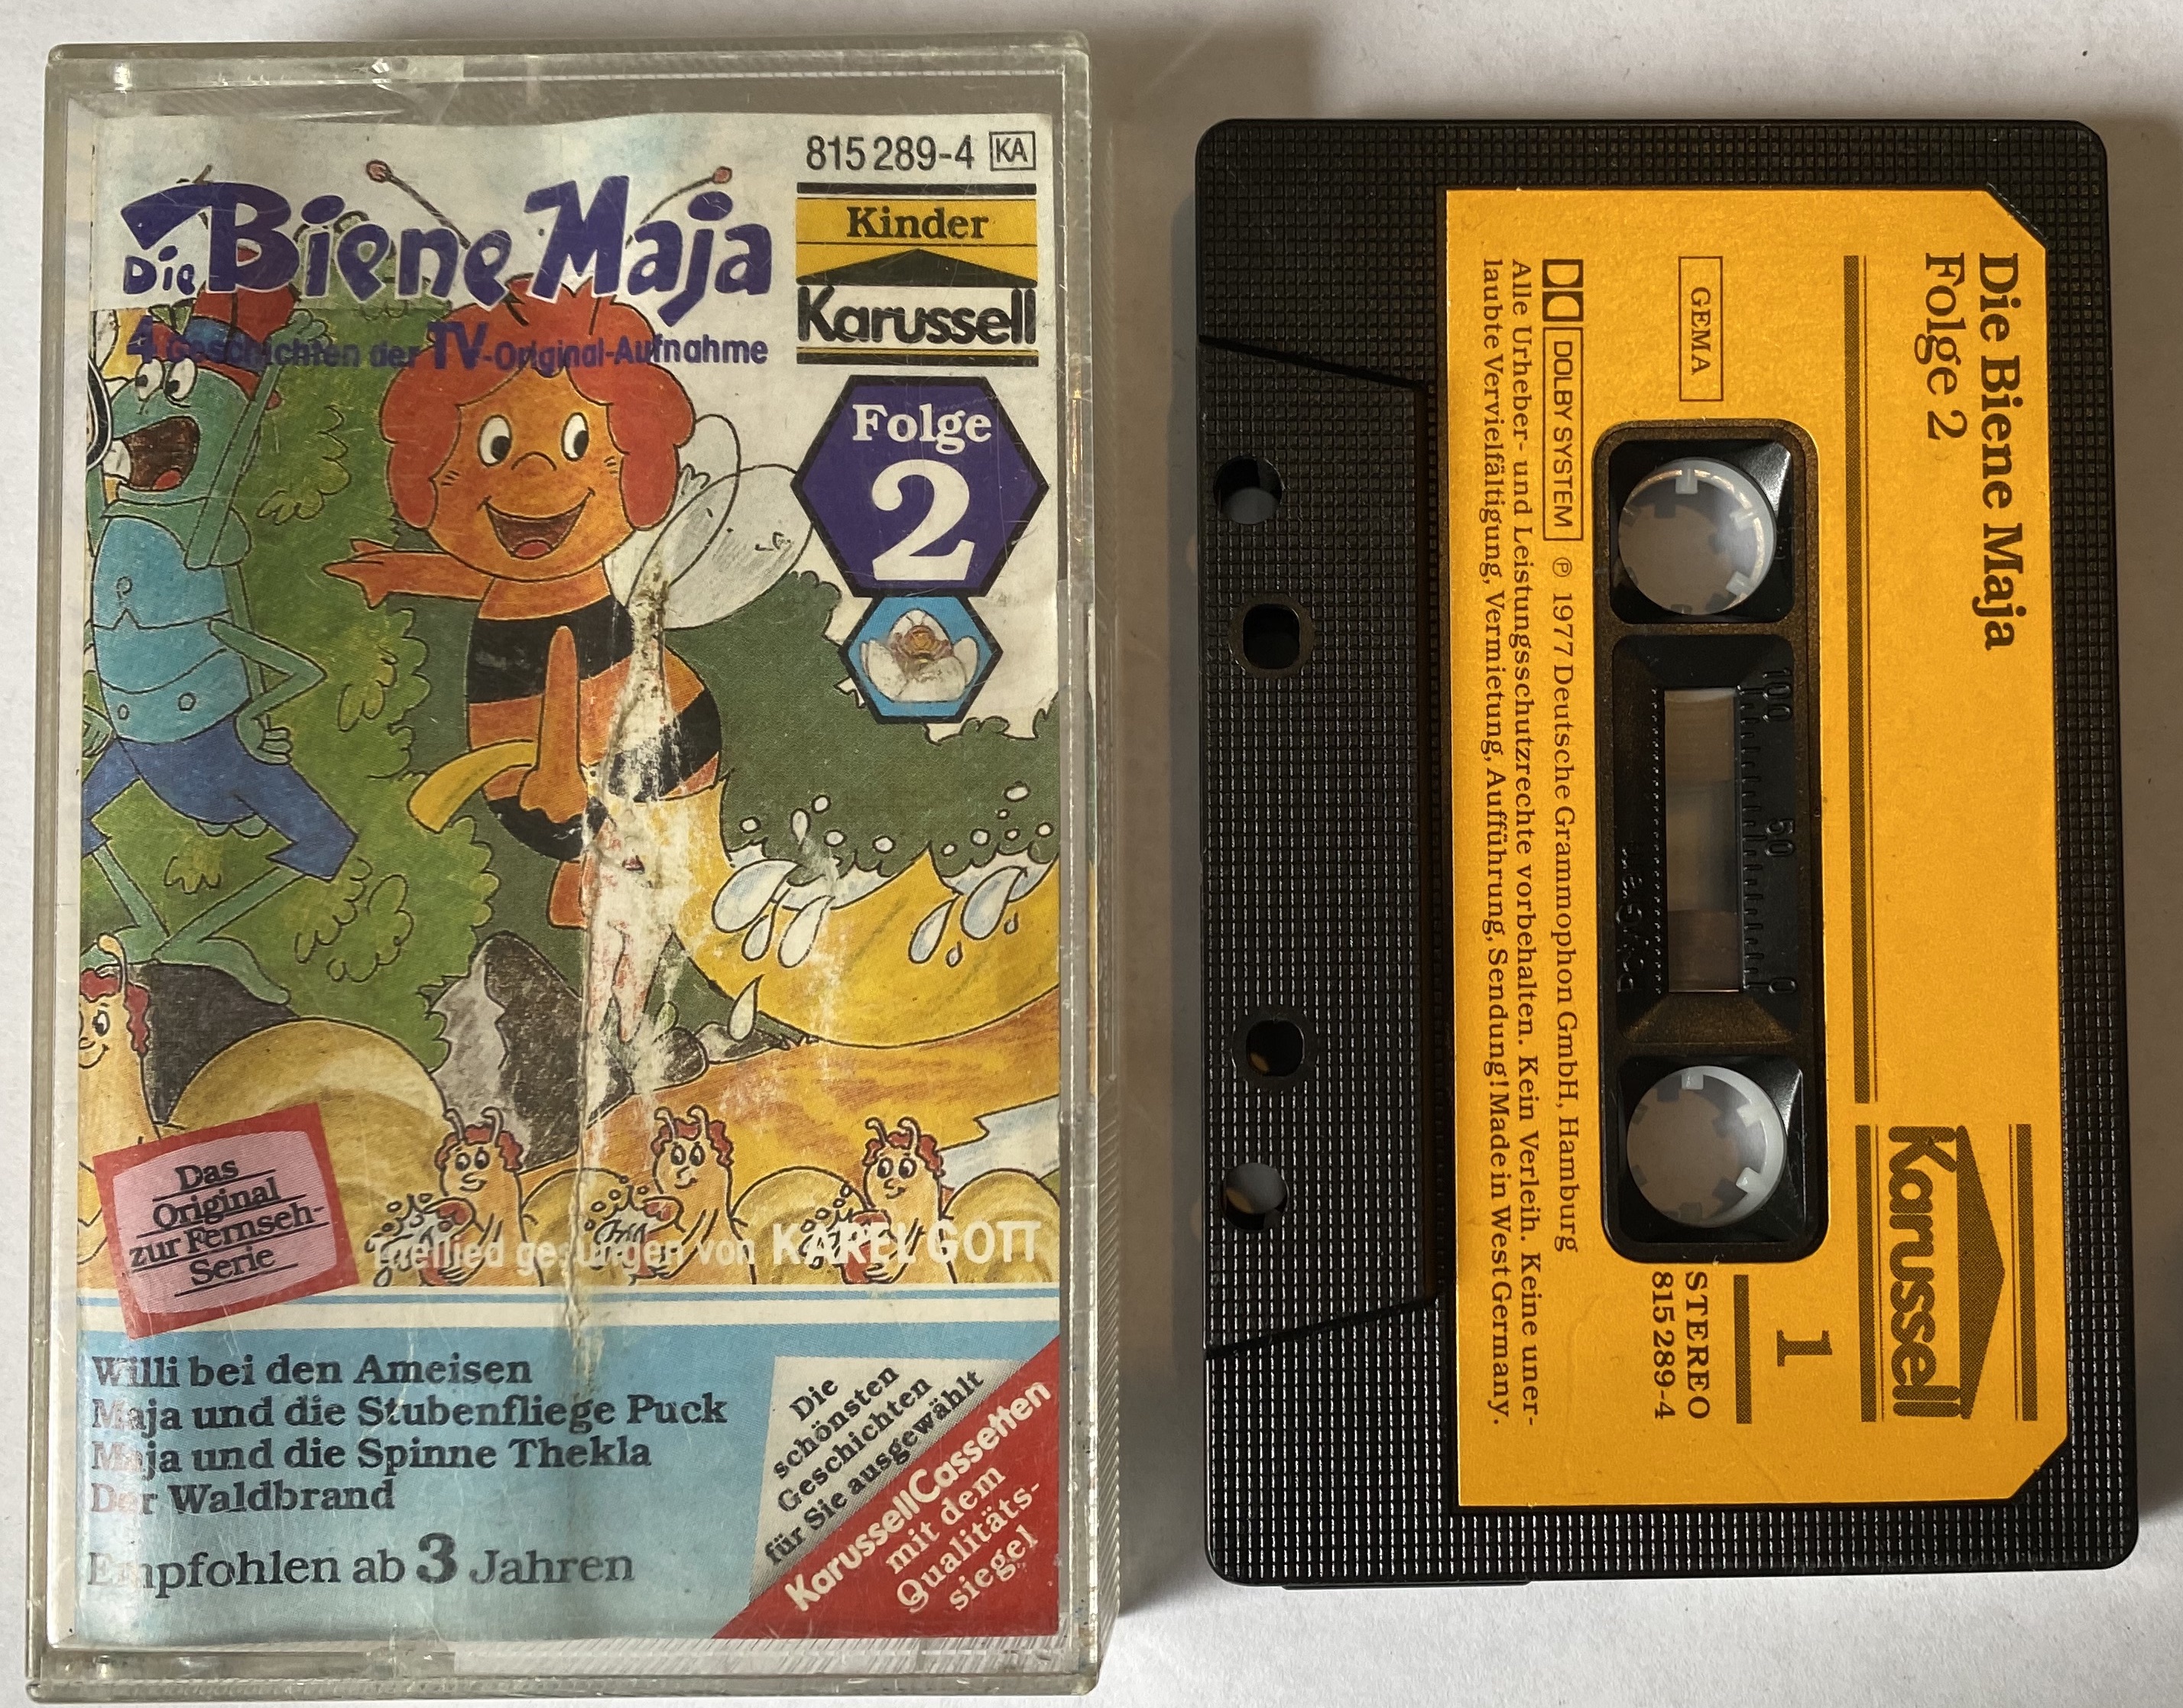 815 289-4 KA
Die Biene Maja
4 Geschichten der TV-Original-Aufnahme
Kinder
Karussell
Folge
2
Das
Original
zur Fernseh-
Serie
Titellied gesungen von KAREL GOTT
Willi bei den Ameisen
Maja und die Stubenfliege Puck
Maja und die Spinne Thekla
Der Waldbrand
Empfohlen ab 3 Jahren
Die
schönsten
Geschichten
für Sie ausgewählt
KarussellCassetten
mit dem
Qualitäts-
siegel
Die Biene Maja
Folge 2
Karussell
1
GEMA
STEREO
815 289-4
100 50 0
DOLBY SYSTEM ℗ 1977 Deutsche Grammophon GmbH, Hamburg
Alle Urheber- und Leistungsschutzrechte vorbehalten. Kein Verleih. Keine uner-
laubte Vervielfältigung, Vermietung, Aufführung, Sendung! Made in West Germany.